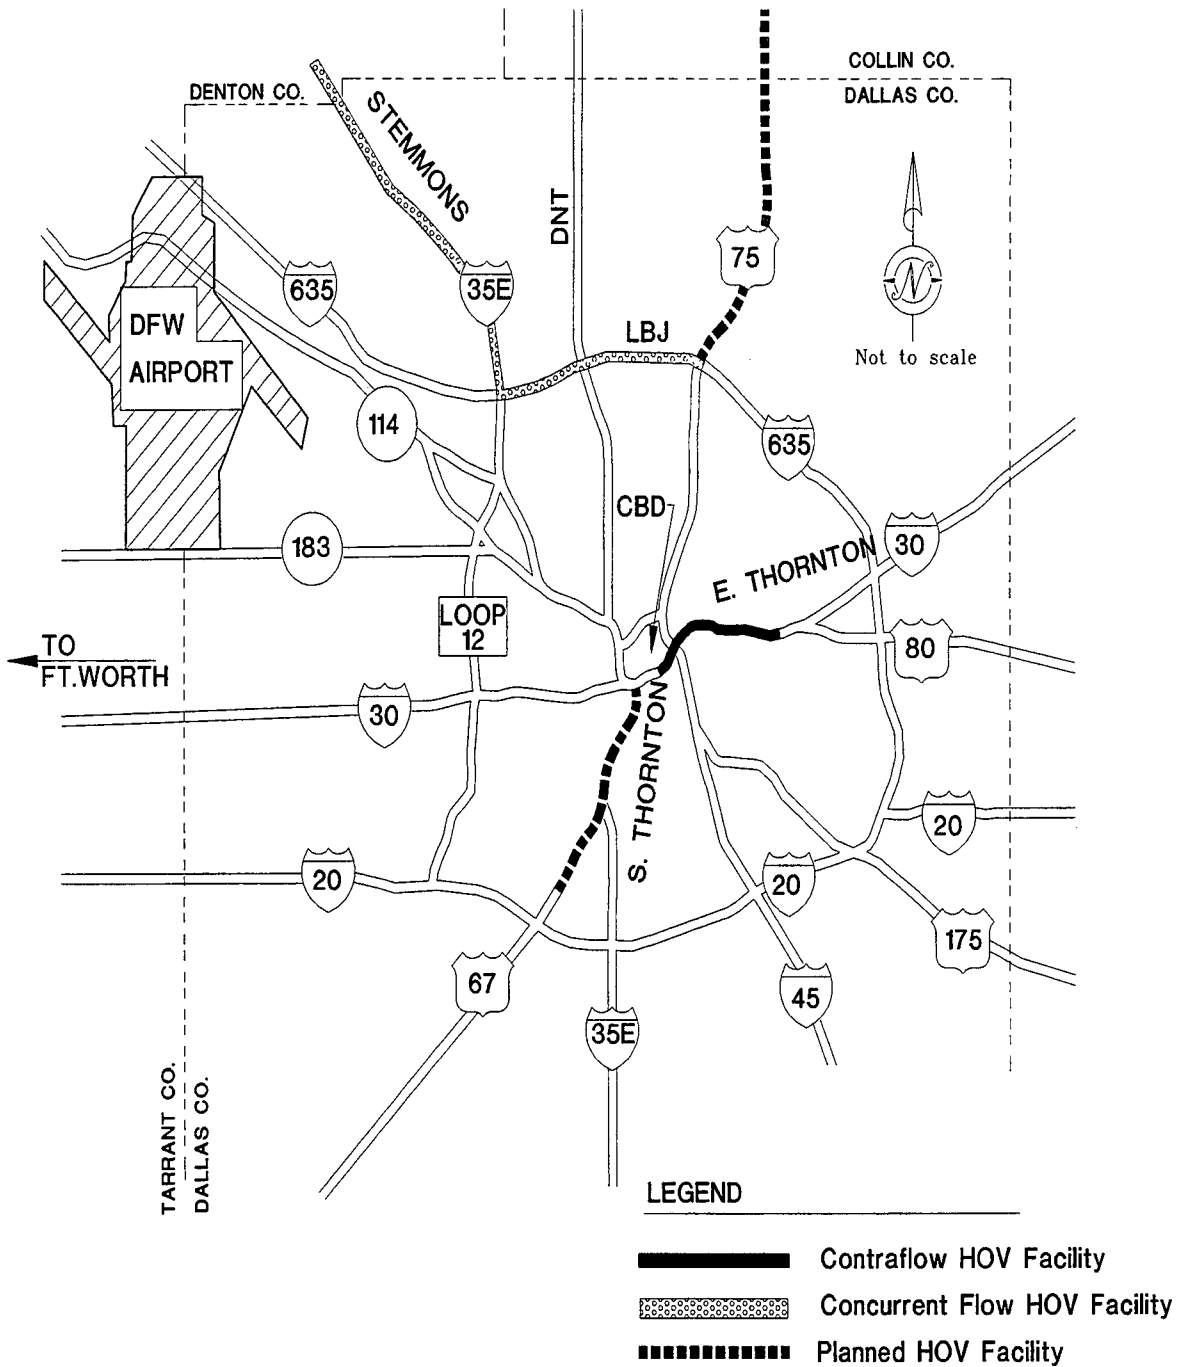 COLLIN CO.
DENTON CO.
DALLAS CO.
STEMMONS
DNT
75
635
35E
N
DFW
AIRPORT
LBJ
Not to scale
114
635
CBD
183
E. THORNTON
30
LOOP
12
80
TO
FT.WORTH
30
S. THORNTON
20
20
20
175
67
45
35E
TARRANT CO.
DALLAS CO.
LEGEND
Contraflow HOV Facility
Concurrent Flow HOV Facility
Planned HOV Facility